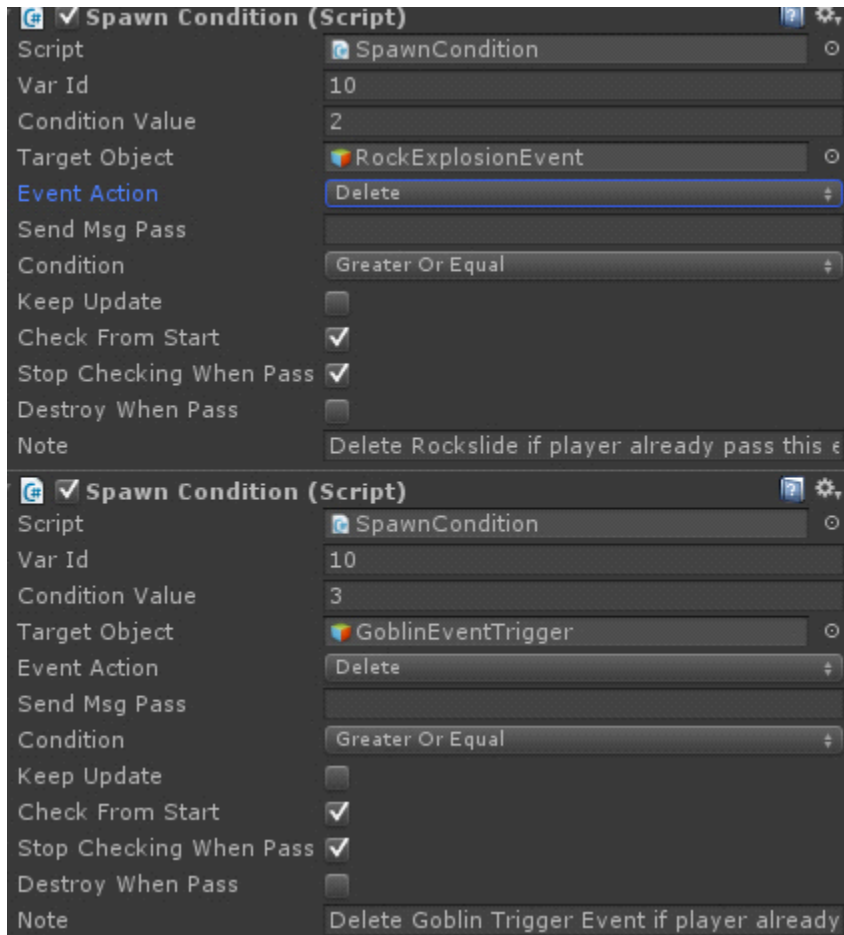 Spawn Condition (Script)
Script SpawnCondition
Var Id 10
Condition Value 2
Target Object RockExplosionEvent
Event Action Delete
Send Msg Pass
Condition Greater Or Equal
Keep Update
Check From Start
Stop Checking When Pass
Destroy When Pass
Note Delete Rockslide if player already pass this e
Spawn Condition (Script)
Script SpawnCondition
Var Id 10
Condition Value 3
Target Object GoblinEventTrigger
Event Action Delete
Send Msg Pass
Condition Greater Or Equal
Keep Update
Check From Start
Stop Checking When Pass
Destroy When Pass
Note Delete Goblin Trigger Event if player already